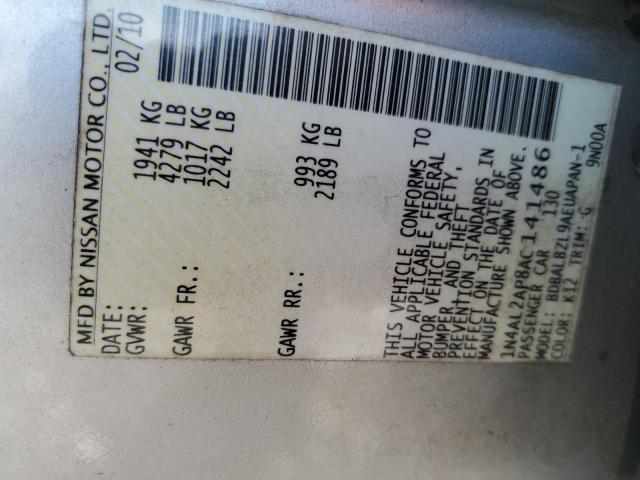 MFD BY NISSAN MOTOR CO., LTD.
DATE: 02/10
GVWR: 1941 KG
4279 LB
GAWR FR.: 1017 KG
2242 LB
GAWR RR.: 993 KG
2189 LB
THIS VEHICLE CONFORMS TO
ALL APPLICABLE FEDERAL
MOTOR VEHICLE SAFETY,
BUMPER, AND THEFT
PREVENTION STANDARDS IN
EFFECT ON THE DATE OF
MANUFACTURE SHOWN ABOVE.
1N4AL2AP8AC141486
PASSENGER CAR 130
MODEL: BDBALBZL9AEUAPAN-1
COLOR: K12 TRIM: G 9N00A